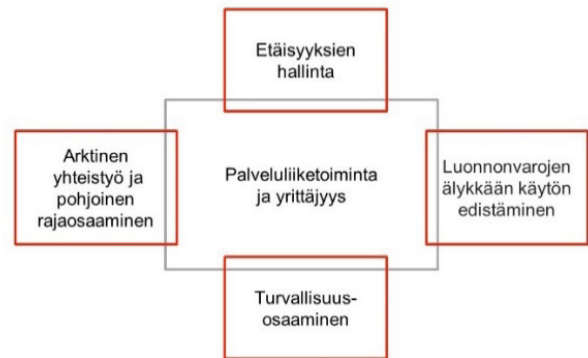 Etäisyyksien
hallinta
Arktinen
yhteistyö ja
pohjoinen
rajaosaaminen
Palveluliiketoiminta
ja yrittäjyys
Luonnonvarojen
älykkään käytön
edistäminen
Turvallisuus-
osaaminen